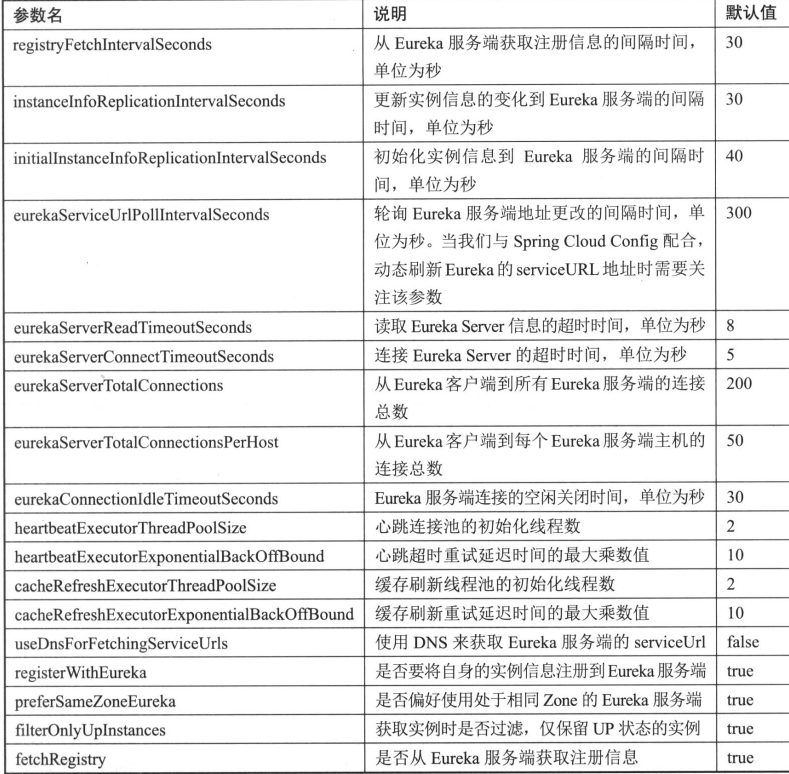 参数名 说明 默认值
registryFetchIntervalSeconds 从 Eureka 服务端获取注册信息的间隔时间， 30
单位为秒
instanceInfoReplicationIntervalSeconds 更新实例信息的变化到 Eureka 服务端的间隔 30
时间，单位为秒
initialInstanceInfoReplicationIntervalSeconds 初始化实例信息到 Eureka 服务端的间隔时 40
间，单位为秒
eurekaServiceUrlPollIntervalSeconds 轮询 Eureka 服务端地址更改的间隔时间，单 300
位为秒。当我们与 Spring Cloud Config 配合，
动态刷新 Eureka 的 serviceURL 地址时需要关
注该参数
eurekaServerReadTimeoutSeconds 读取 Eureka Server 信息的超时时间，单位为秒 8
eurekaServerConnectTimeoutSeconds 连接 Eureka Server 的超时时间，单位为秒 5
eurekaServerTotalConnections 从 Eureka 客户端到所有 Eureka 服务端的连接 200
总数
eurekaServerTotalConnectionsPerHost 从 Eureka 客户端到每个 Eureka 服务端主机的 50
连接总数
eurekaConnectionIdleTimeoutSeconds Eureka 服务端连接的空闲关闭时间，单位为秒 30
heartbeatExecutorThreadPoolSize 心跳连接池的初始化线程数 2
heartbeatExecutorExponentialBackOffBound 心跳超时重试延迟时间的最大乘数值 10
cacheRefreshExecutorThreadPoolSize 缓存刷新线程池的初始化线程数 2
cacheRefreshExecutorExponentialBackOffBound 缓存刷新重试延迟时间的最大乘数值 10
useDnsForFetchingServiceUrls 使用 DNS 来获取 Eureka 服务端的 serviceUrl false
registerWithEureka 是否要将自身的实例信息注册到 Eureka 服务端 true
preferSameZoneEureka 是否偏好使用处于相同 Zone 的 Eureka 服务端 true
filterOnlyUpInstances 获取实例时是否过滤，仅保留 UP 状态的实例 true
fetchRegistry 是否从 Eureka 服务端获取注册信息 true